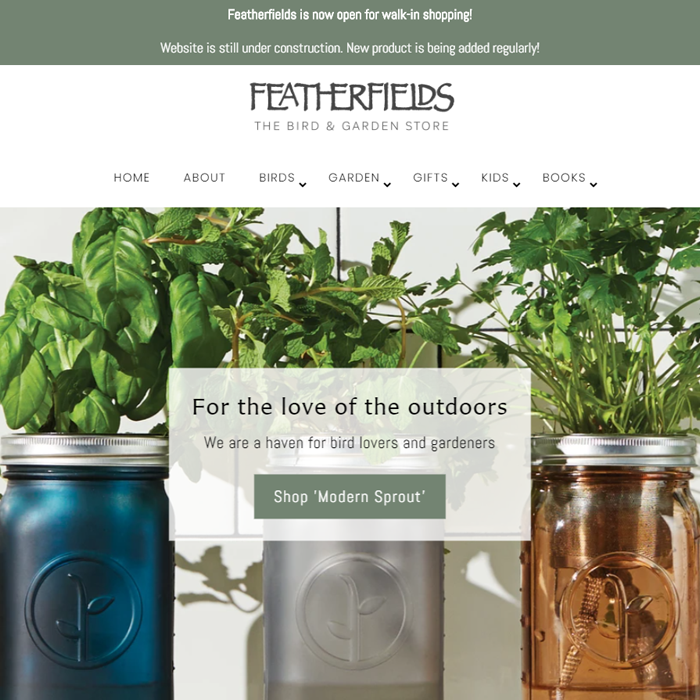 Featherfields is now open for walk-in shopping!
Website is still under construction. New product is being added regularly!
FEATHERFIELDS
THE BIRD & GARDEN STORE
HOME ABOUT BIRDS GARDEN GIFTS KIDS BOOKS
For the love of the outdoors
We are a haven for bird lovers and gardeners
Shop 'Modern Sprout'